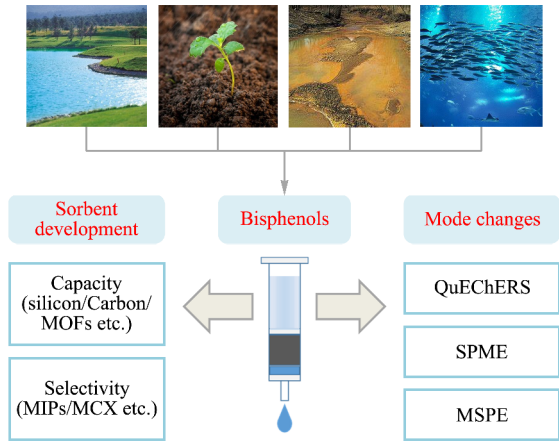 Sorbent
development
Bisphenols
Mode changes
Capacity
(silicon/Carbon/
MOFs etc.)
Selectivity
(MIPs/MCX etc.)
QuEChERS
SPME
MSPE